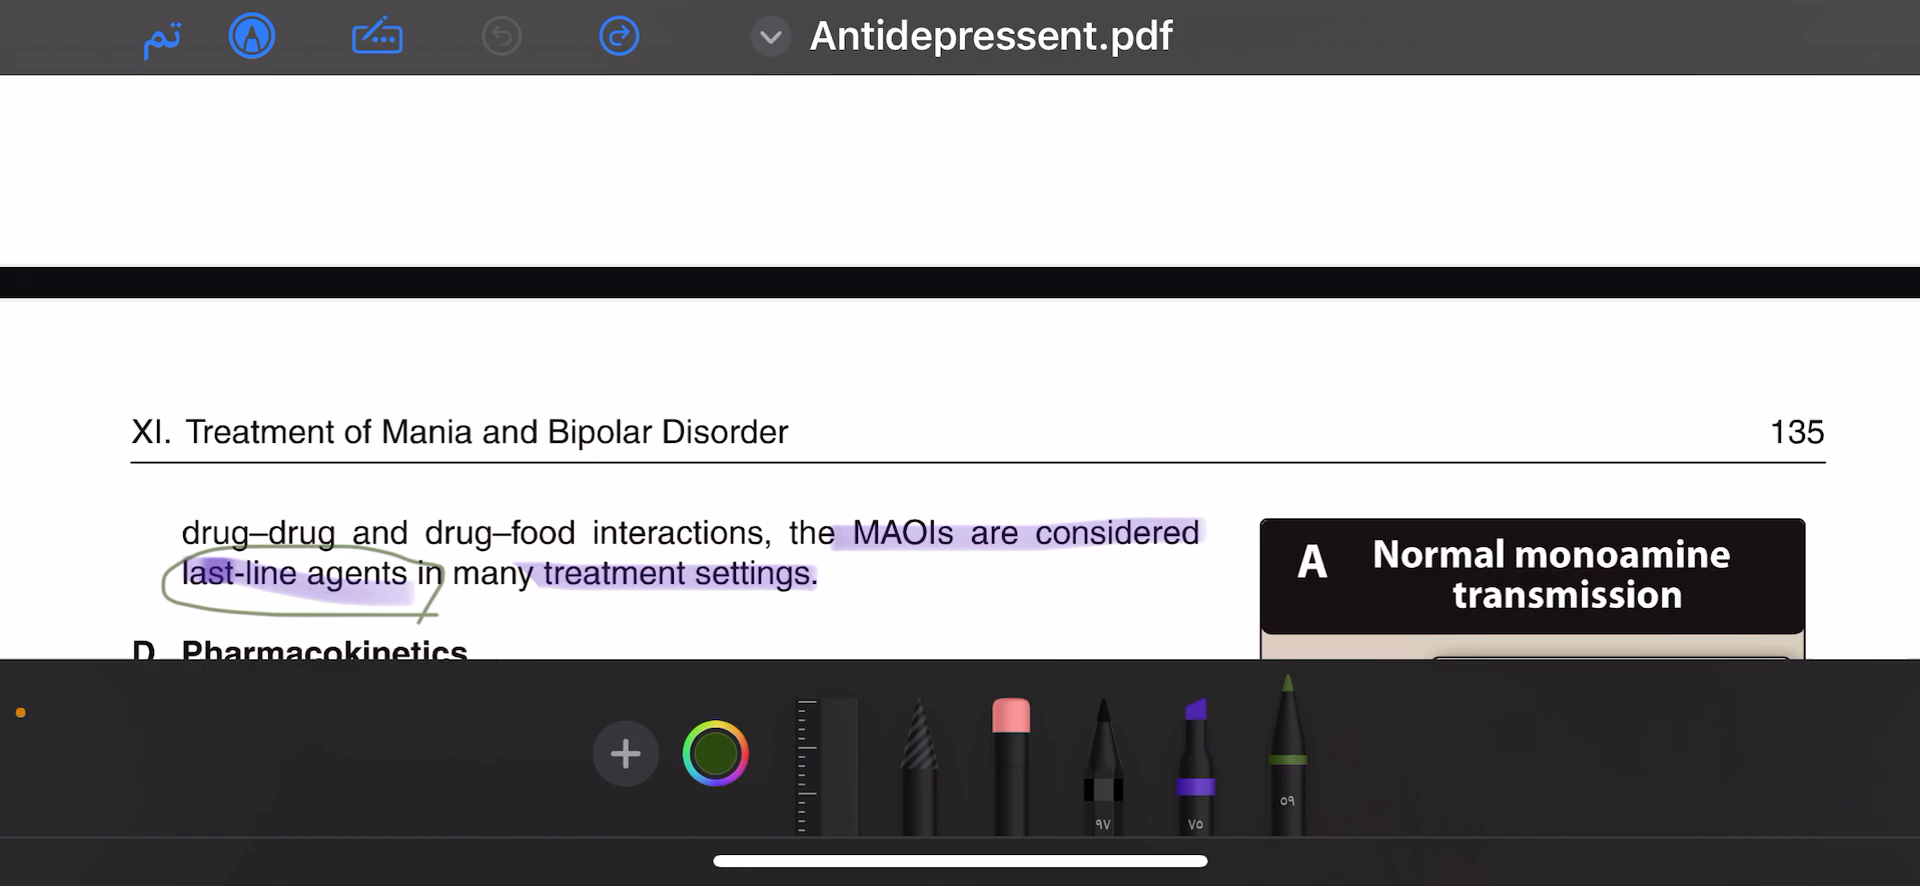 تم
Antidepressent.pdf
XI. Treatment of Mania and Bipolar Disorder 135
drug–drug and drug–food interactions, the MAOIs are considered
last-line agents in many treatment settings.
D. Pharmacokinetics
A Normal monoamine
transmission
٩٧
٧٥
٥٩